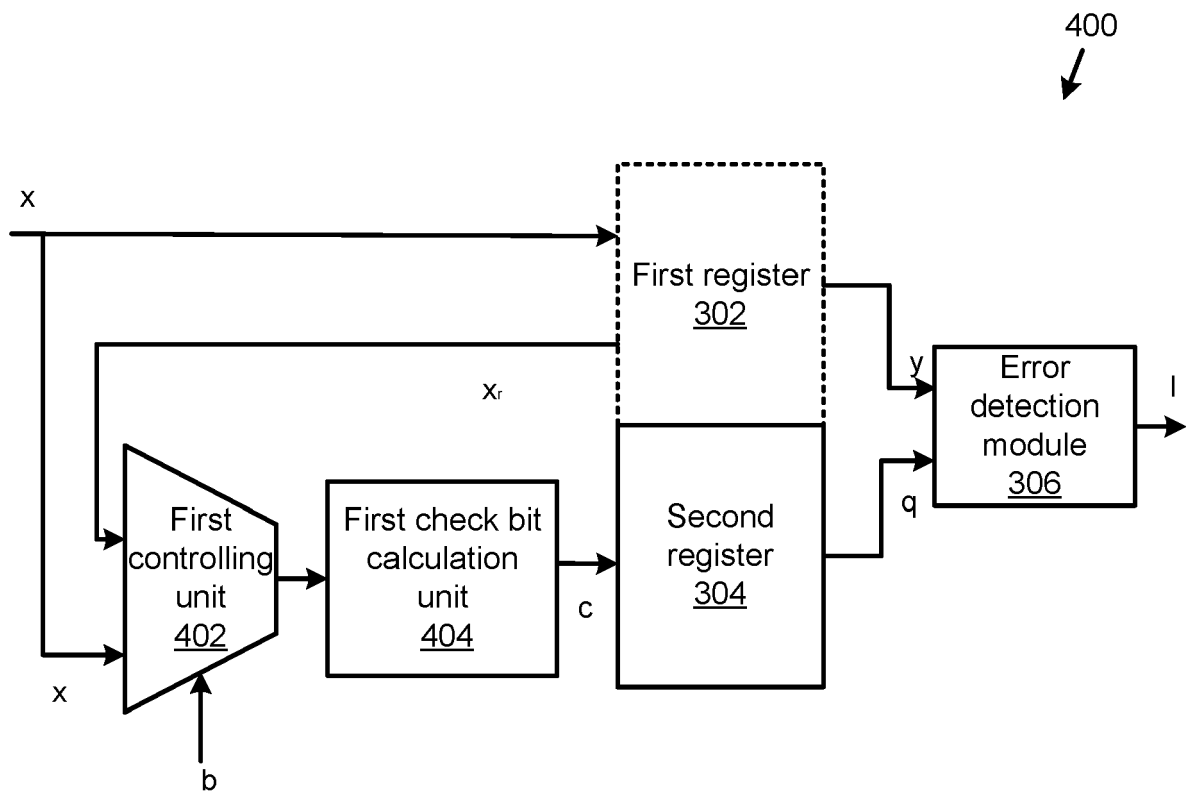 400
x
First register
302
xr
y
Error
detection
module
306
l
q
First
controlling
unit
402
First check bit
calculation
unit
404
c
Second
register
304
x
b